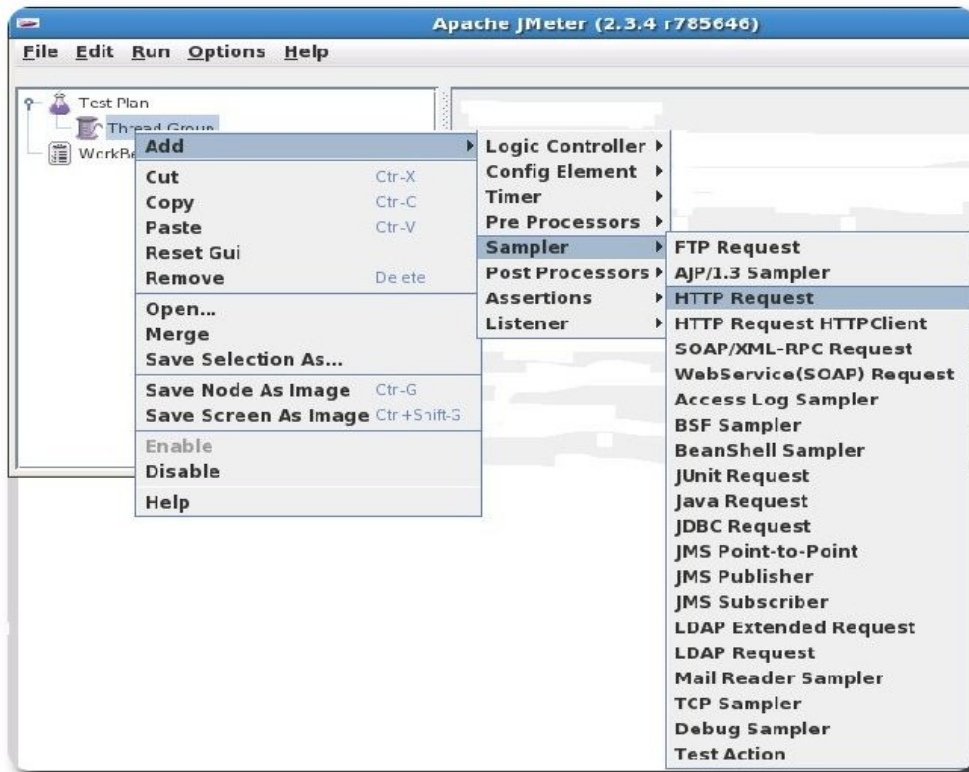 Apache JMeter (2.3.4 r785646)
File Edit Run Options Help
Test Plan
Thread Group
WorkBe
Add
Cut Ctr-X
Copy Ctr-C
Paste Ctr-V
Reset Gui
Remove De ete
Open...
Merge
Save Selection As...
Save Node As Image Ctr-G
Save Screen As Image Ctr+Shift-G
Enable
Disable
Help
Logic Controller
Config Element
Timer
Pre Processors
Sampler
Post Processors
Assertions
Listener
FTP Request
AJP/1.3 Sampler
HTTP Request
HTTP Request HTTPClient
SOAP/XML-RPC Request
WebService(SOAP) Request
Access Log Sampler
BSF Sampler
BeanShell Sampler
JUnit Request
Java Request
JDBC Request
JMS Point-to-Point
JMS Publisher
JMS Subscriber
LDAP Extended Request
LDAP Request
Mail Reader Sampler
TCP Sampler
Debug Sampler
Test Action